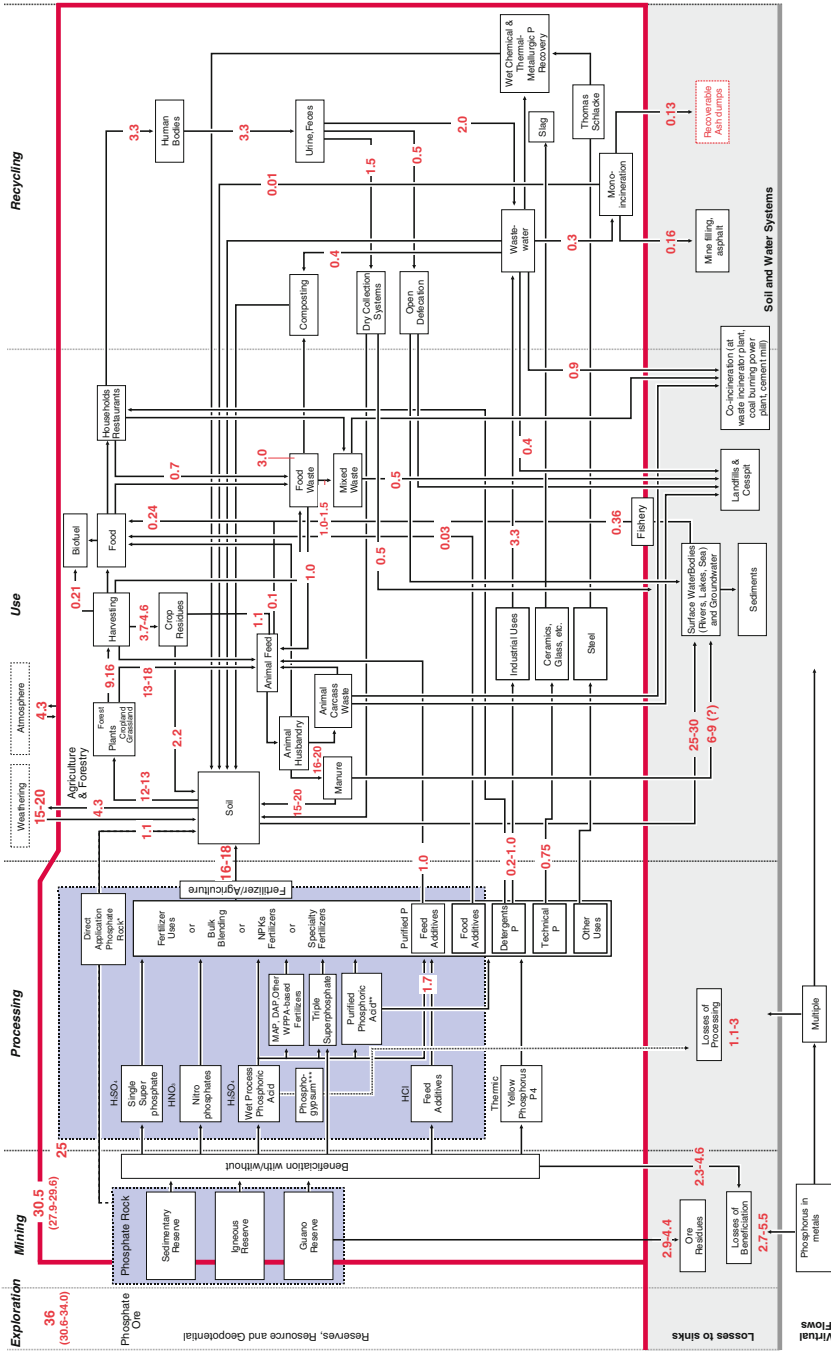 Exploration
Mining
Processing
Use
Recycling
36
(30.6-34.0)
30.5
(27.9-29.6)
25
Phosphate
Ore
Reserves, Resource and Geopotential
Losses to sinks
Virtual
Flows
Phosphate Rock
Sedimentary
Reserve
Igneous
Reserve
Guano
Reserve
Beneficiation with/without
2.9-4.4
Ore
Residues
2.3-4.6
Losses of
Beneficiation
2.7-5.5
Phosphorus in
metals
Multiple
Direct
Application
Phosphate
Rock*
H₂SO₄
Single
Super
phosphate
HNO₃
Nitro
phosphates
H₂SO₄
Wet Process
Phosphoric
Acid
Phospho-
gypsum***
HCl
Feed
Additives
Thermic
Yellow
Phosphorus
P4
MAP, DAP,Other
WPPA-based
Fertilizers
Triple
Superphosphate
Purified
Phosphoric
Acid**
1.7
Fertilizer
Uses
or
Bulk
Blending
or
NPKs
Fertilizers
or
Specialty
Fertilizers
Purified P
Feed
Additives
Food
Additives
Detergents
P
Technical
P
Other
Uses
Fertilizer/Agriculture
Losses of
Processing
1.1-3
16-18
1.0
0.2-1.0
0.75
Weathering
15-20
Atmosphere
4.3
Agriculture
& Forestry
1.1
4.3
12-13
2.2
Soil
Forest
Plants
Cropland
Grassland
9.16
13-18
Harvesting
3.7-4.6
Crop
Residues
0.21
Biofuel
Food
0.24
Households
Restaurants
0.7
3.0
Food
Waste
1.0-1.5
Mixed
Waste
1.1
0.1
1.0
Animal Feed
Animal
Husbandry
16-20
Animal
Carcass
Waste
15-20
Manure
0.03
0.5
0.5
Industrial Uses
Ceramics,
Glass, etc.
Steel
3.3
0.36
Fishery
25-30
6-9 (?)
Surface WaterBodies
(Rivers, Lakes, Sea)
and Groundwater
Sediments
0.4
Landfills &
Cesspit
0.9
Co-incineration (at
waste incinerator plant,
coal burning power
plant, cement mill)
3.3
Human
Bodies
3.3
Urine,Feces
1.5
0.5
2.0
0.01
0.4
Composting
Dry Collection
Systems
Open
Defecation
Waste-
water
0.3
Mono-
incineration
Wet Chemical &
Thermal-
Metallurgic P
Recovery
Slag
Thomas
Schlacke
0.13
Recoverable
Ash dumps
0.16
Mine filling,
asphalt
Soil and Water Systems